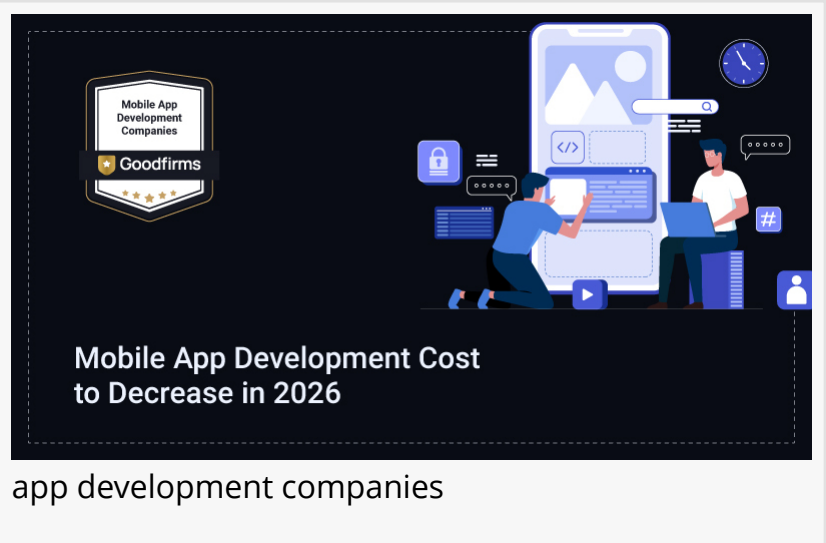 Mobile App
Development
Companies
Goodfirms
</>
#
Mobile App Development Cost
to Decrease in 2026
app development companies